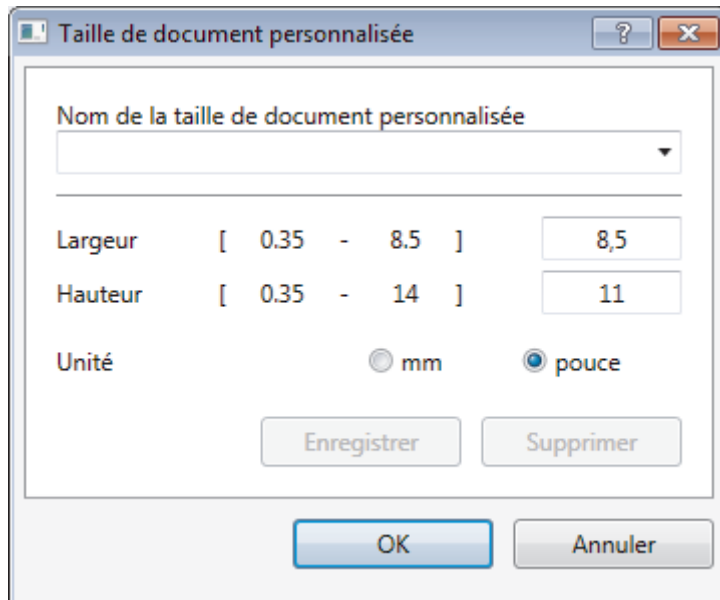 Taille de document personnalisée
Nom de la taille de document personnalisée
Largeur [ 0.35 - 8.5 ] 8,5
Hauteur [ 0.35 - 14 ] 11
Unité mm pouce
Enregistrer Supprimer
OK Annuler